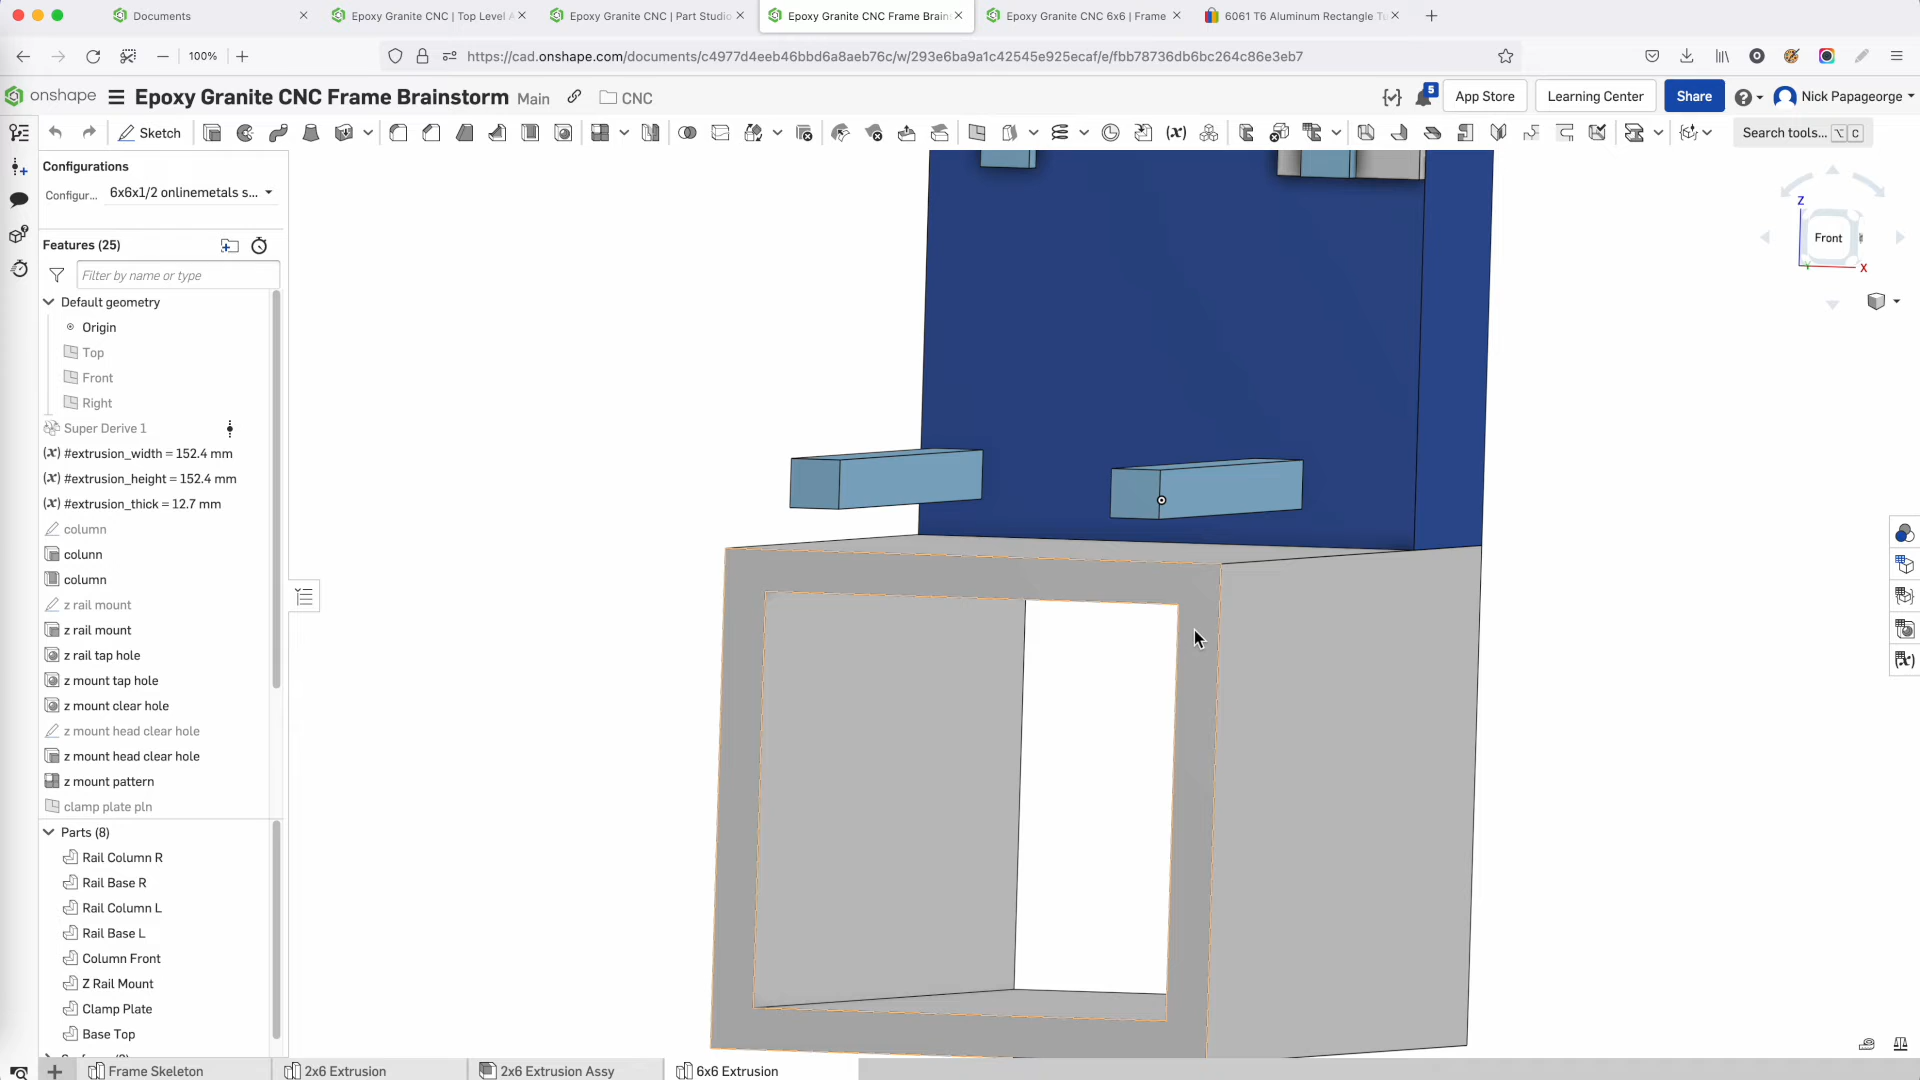 Documents
Epoxy Granite CNC | Top Level A
Epoxy Granite CNC | Part Studio
Epoxy Granite CNC Frame Brain
Epoxy Granite CNC 6x6 | Frame
6061 T6 Aluminum Rectangle Tu
100%
https://cad.onshape.com/documents/c4977d4eeb46bbd6a8aeb76c/w/293e6ba9a1c42545e925ecaf/e/fbb78736db6bc264c86e3eb7
onshape
Epoxy Granite CNC Frame Brainstorm
Main
CNC
5
App Store
Learning Center
Share
Nick Papageorge
Sketch
Search tools... ⌥ C
Configurations
Configur...
6x6x1/2 onlinemetals s...
Features (25)
Filter by name or type
Default geometry
Origin
Top
Front
Right
Super Derive 1
(x) #extrusion_width = 152.4 mm
(x) #extrusion_height = 152.4 mm
(x) #extrusion_thick = 12.7 mm
column
colunn
column
z rail mount
z rail mount
z rail tap hole
z mount tap hole
z mount clear hole
z mount head clear hole
z mount head clear hole
z mount pattern
clamp plate pln
Parts (8)
Rail Column R
Rail Base R
Rail Column L
Rail Base L
Column Front
Z Rail Mount
Clamp Plate
Base Top
Z
Front
X
Frame Skeleton
2x6 Extrusion
2x6 Extrusion Assy
6x6 Extrusion